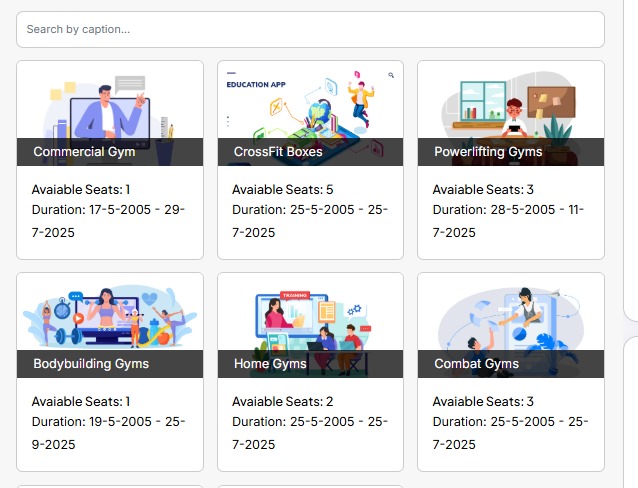 Search by caption...
EDUCATION APP
Commercial Gym
CrossFit Boxes
Powerlifting Gyms
Avaiable Seats: 1
Duration: 17-5-2005 - 29-
7-2025
Avaiable Seats: 5
Duration: 25-5-2005 - 25-
7-2025
Avaiable Seats: 3
Duration: 28-5-2005 - 11-
7-2025
TRAINING
Bodybuilding Gyms
Home Gyms
Combat Gyms
Avaiable Seats: 1
Duration: 19-5-2005 - 25-
9-2025
Avaiable Seats: 2
Duration: 25-5-2005 - 25-
7-2025
Avaiable Seats: 3
Duration: 25-5-2005 - 25-
7-2025